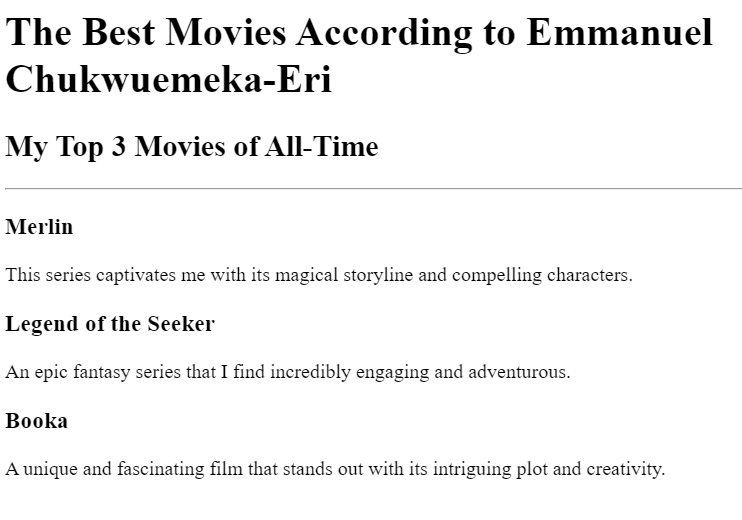 The Best Movies According to Emmanuel
Chukwuemeka-Eri
My Top 3 Movies of All-Time
Merlin
This series captivates me with its magical storyline and compelling characters.
Legend of the Seeker
An epic fantasy series that I find incredibly engaging and adventurous.
Booka
A unique and fascinating film that stands out with its intriguing plot and creativity.